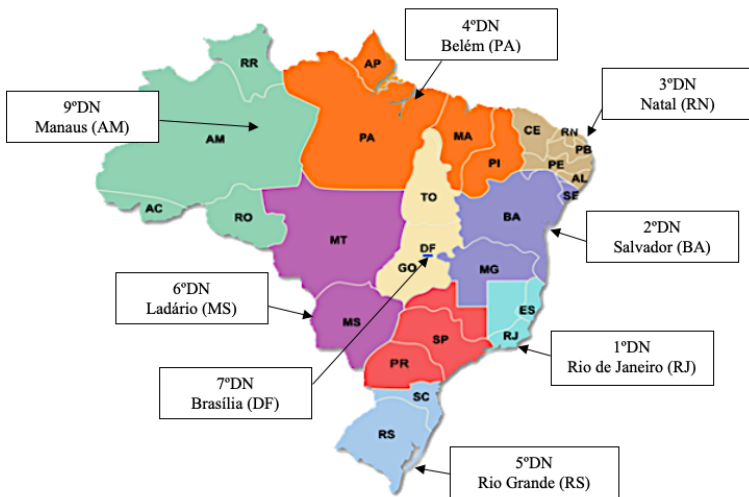 4ºDN
Belém (PA)
3ºDN
Natal (RN)
9ºDN
Manaus (AM)
RR
AP
AM
PA
MA
CE
RN
PB
PI
PE
AL
SE
AC
RO
TO
BA
MT
DF
GO
MG
2ºDN
Salvador (BA)
6ºDN
Ladário (MS)
MS
SP
ES
RJ
1ºDN
Rio de Janeiro (RJ)
7ºDN
Brasília (DF)
PR
SC
RS
5ºDN
Rio Grande (RS)